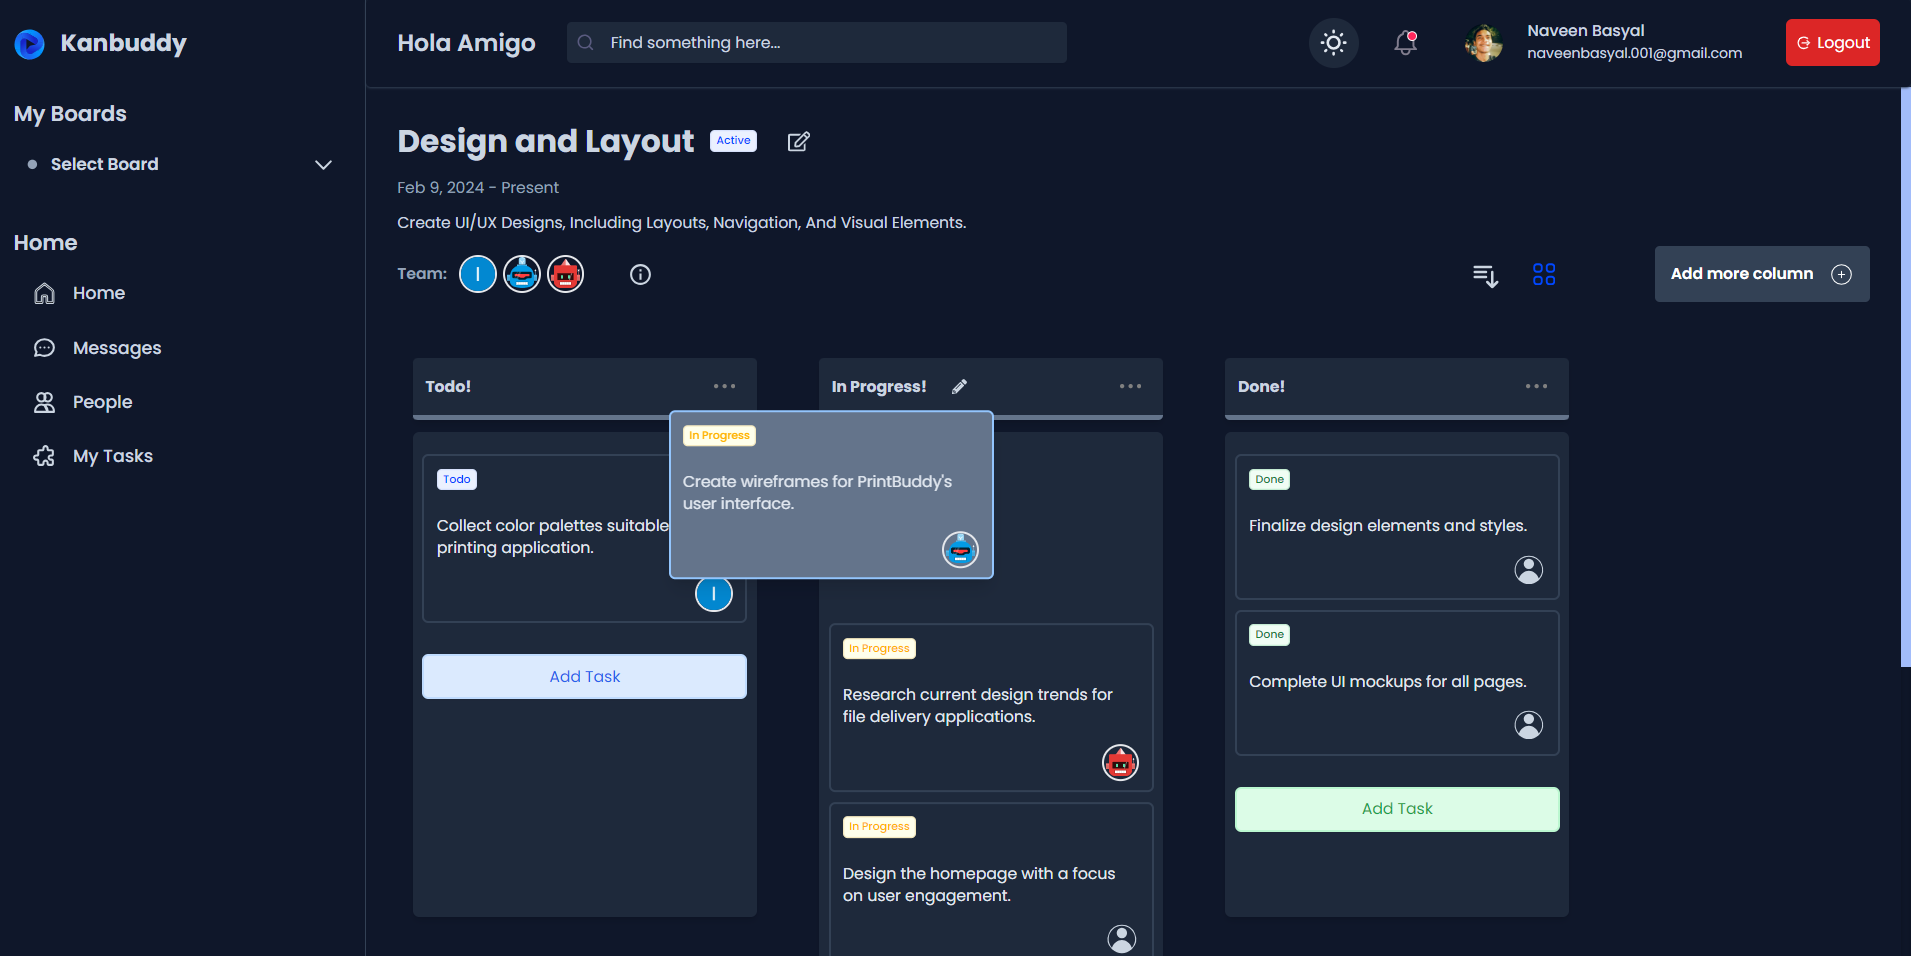 Kanbuddy
My Boards
Select Board
Home
Home
Messages
People
My Tasks
Hola Amigo
Find something here...
Naveen Basyal
naveenbasyal.001@gmail.com
Logout
Design and Layout
Active
Feb 9, 2024 - Present
Create UI/UX Designs, Including Layouts, Navigation, And Visual Elements.
Team:
I
Add more column
Todo!
Todo
Collect color palettes suitable
printing application.
I
Add Task
In Progress!
In Progress
Create wireframes for PrintBuddy's
user interface.
In Progress
Research current design trends for
file delivery applications.
In Progress
Design the homepage with a focus
on user engagement.
Done!
Done
Finalize design elements and styles.
Done
Complete UI mockups for all pages.
Add Task